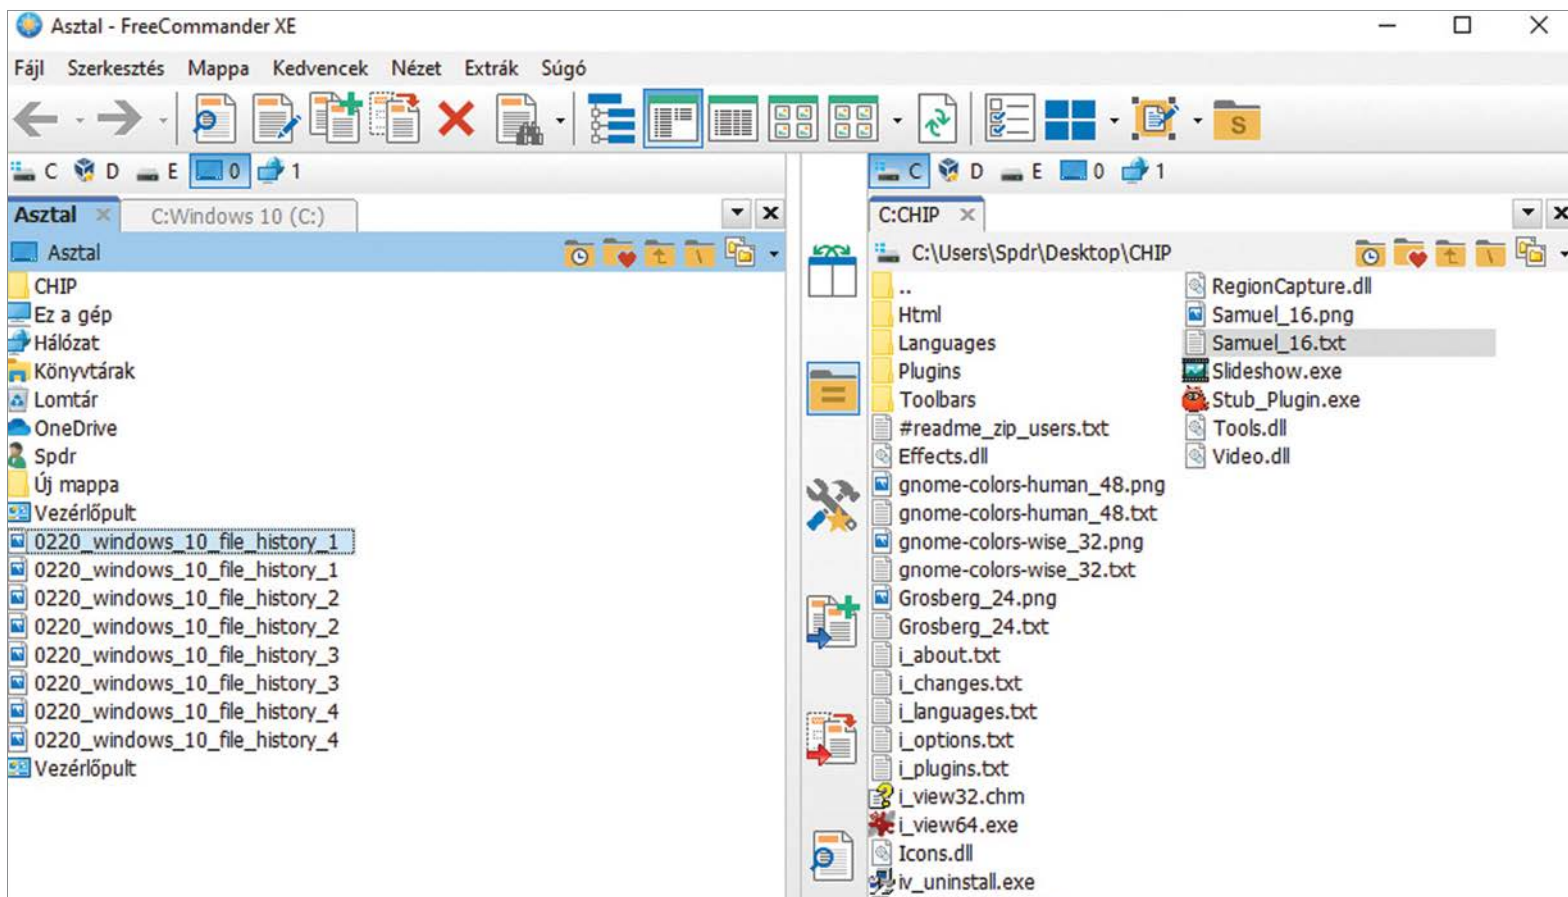 Asztal - FreeCommander XE
Fájl Szerkesztés Mappa Kedvencek Nézet Extrák Súgó
S
C D E 0 1
Asztal C:Windows 10 (C:)
Asztal
CHIP
Ez a gép
Hálózat
Könyvtárak
Lomtár
OneDrive
Spdr
Új mappa
Vezérlőpult
0220_windows_10_file_history_1
0220_windows_10_file_history_1
0220_windows_10_file_history_2
0220_windows_10_file_history_2
0220_windows_10_file_history_3
0220_windows_10_file_history_3
0220_windows_10_file_history_4
0220_windows_10_file_history_4
Vezérlőpult
C D E 0 1
C:CHIP
C:\Users\Spdr\Desktop\CHIP
..
Html
Languages
Plugins
Toolbars
#readme_zip_users.txt
Effects.dll
gnome-colors-human_48.png
gnome-colors-human_48.txt
gnome-colors-wise_32.png
gnome-colors-wise_32.txt
Grosberg_24.png
Grosberg_24.txt
i_about.txt
i_changes.txt
i_languages.txt
i_options.txt
i_plugins.txt
i_view32.chm
i_view64.exe
Icons.dll
iv_uninstall.exe
RegionCapture.dll
Samuel_16.png
Samuel_16.txt
Slideshow.exe
Stub_Plugin.exe
Tools.dll
Video.dll